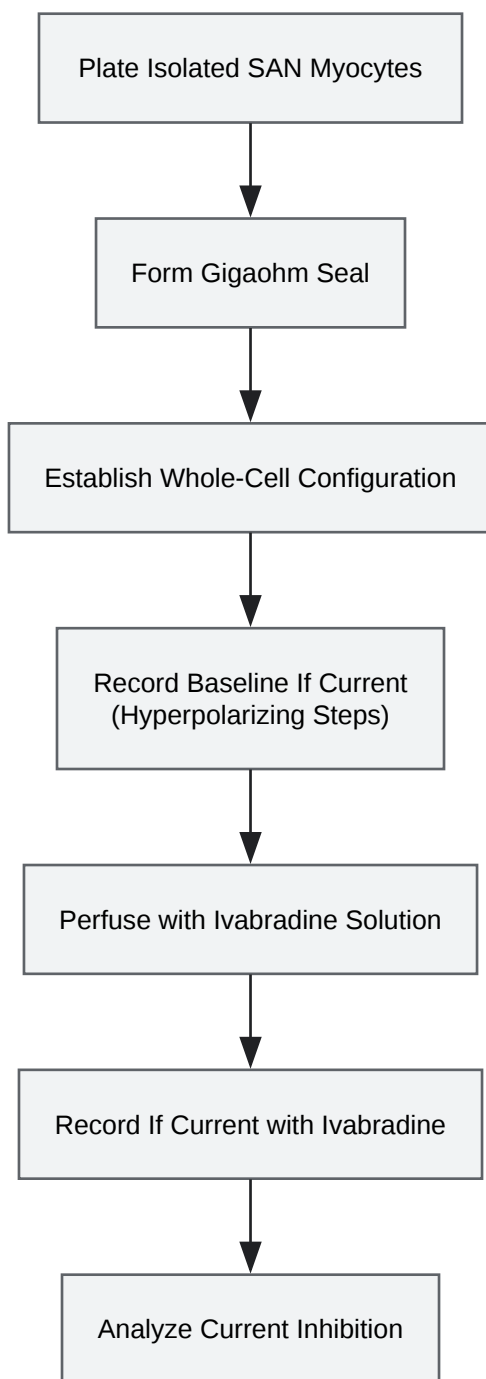 Plate Isolated SAN Myocytes
Form Gigaohm Seal
Establish Whole-Cell Configuration
Record Baseline If Current
(Hyperpolarizing Steps)
Perfuse with Ivabradine Solution
Record If Current with Ivabradine
Analyze Current Inhibition